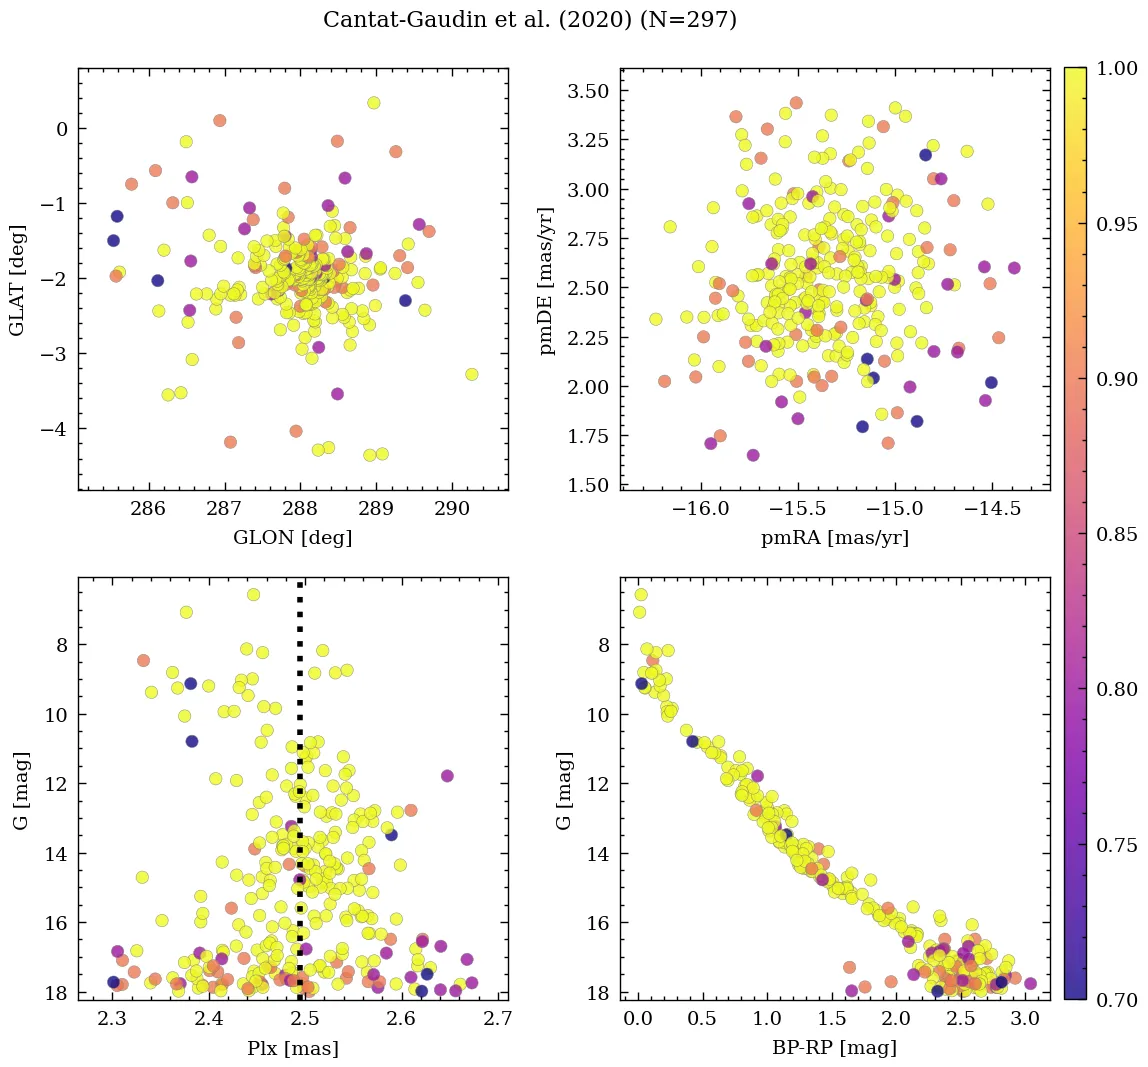 Cantat-Gaudin et al. (2020) (N=297)
0
−1
−2
−3
−4
GLAT [deg]
286 287 288 289 290
GLON [deg]
3.50
3.25
3.00
2.75
2.50
2.25
2.00
1.75
1.50
pmDE [mas/yr]
−16.0 −15.5 −15.0 −14.5
pmRA [mas/yr]
8
10
12
14
16
18
G [mag]
2.3 2.4 2.5 2.6 2.7
Plx [mas]
8
10
12
14
16
18
G [mag]
0.0 0.5 1.0 1.5 2.0 2.5 3.0
BP-RP [mag]
1.00
0.95
0.90
0.85
0.80
0.75
0.70